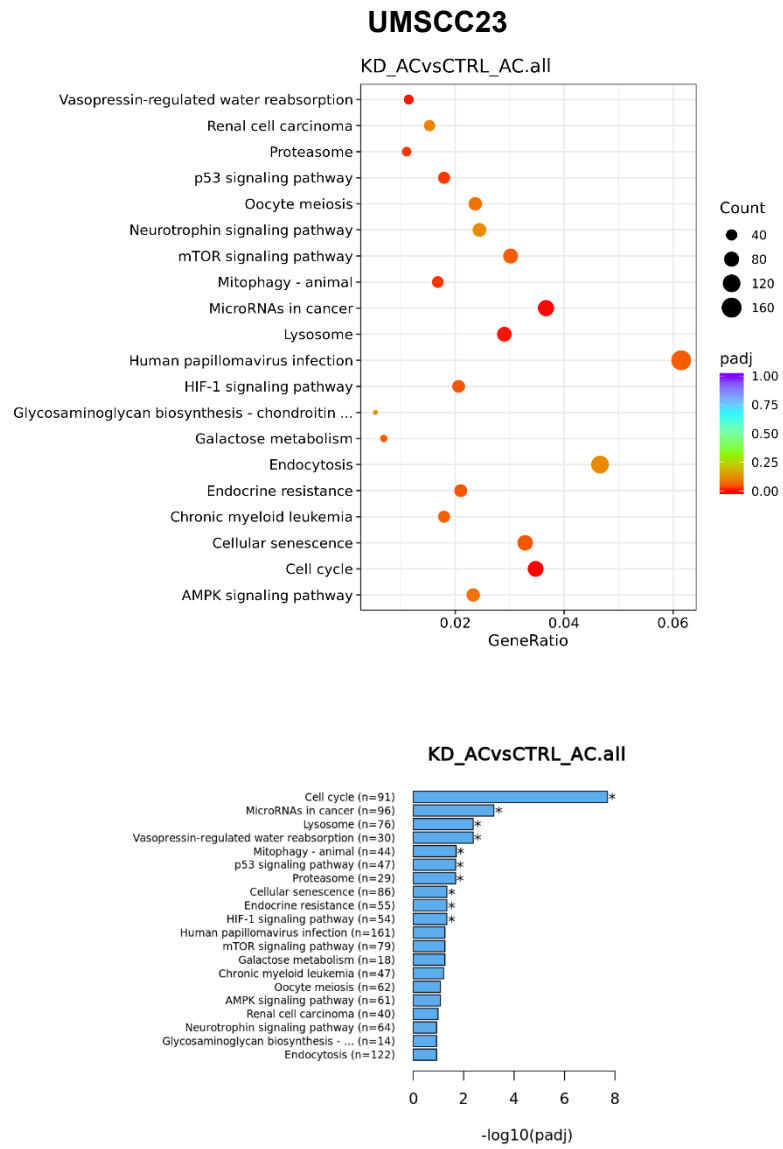 UMSCC23
KD_ACvsCTRL_AC.all
Vasopressin-regulated water reabsorption
Renal cell carcinoma
Proteasome
p53 signaling pathway
Oocyte meiosis
Neurotrophin signaling pathway
mTOR signaling pathway
Mitophagy - animal
MicroRNAs in cancer
Lysosome
Human papillomavirus infection
HIF-1 signaling pathway
Glycosaminoglycan biosynthesis - chondroitin ...
Galactose metabolism
Endocytosis
Endocrine resistance
Chronic myeloid leukemia
Cellular senescence
Cell cycle
AMPK signaling pathway
0.02 0.04 0.06
GeneRatio
Count
40
80
120
160
padj
1.00
0.75
0.50
0.25
0.00
KD_ACvsCTRL_AC.all
Cell cycle (n=91) *
MicroRNAs in cancer (n=96) *
Lysosome (n=76) *
Vasopressin-regulated water reabsorption (n=30) *
Mitophagy - animal (n=44) *
p53 signaling pathway (n=47) *
Proteasome (n=29) *
Cellular senescence (n=86) *
Endocrine resistance (n=55) *
HIF-1 signaling pathway (n=54) *
Human papillomavirus infection (n=161)
mTOR signaling pathway (n=79)
Galactose metabolism (n=18)
Chronic myeloid leukemia (n=47)
Oocyte meiosis (n=62)
AMPK signaling pathway (n=61)
Renal cell carcinoma (n=40)
Neurotrophin signaling pathway (n=64)
Glycosaminoglycan biosynthesis - ... (n=14)
Endocytosis (n=122)
0 2 4 6 8
-log10(padj)